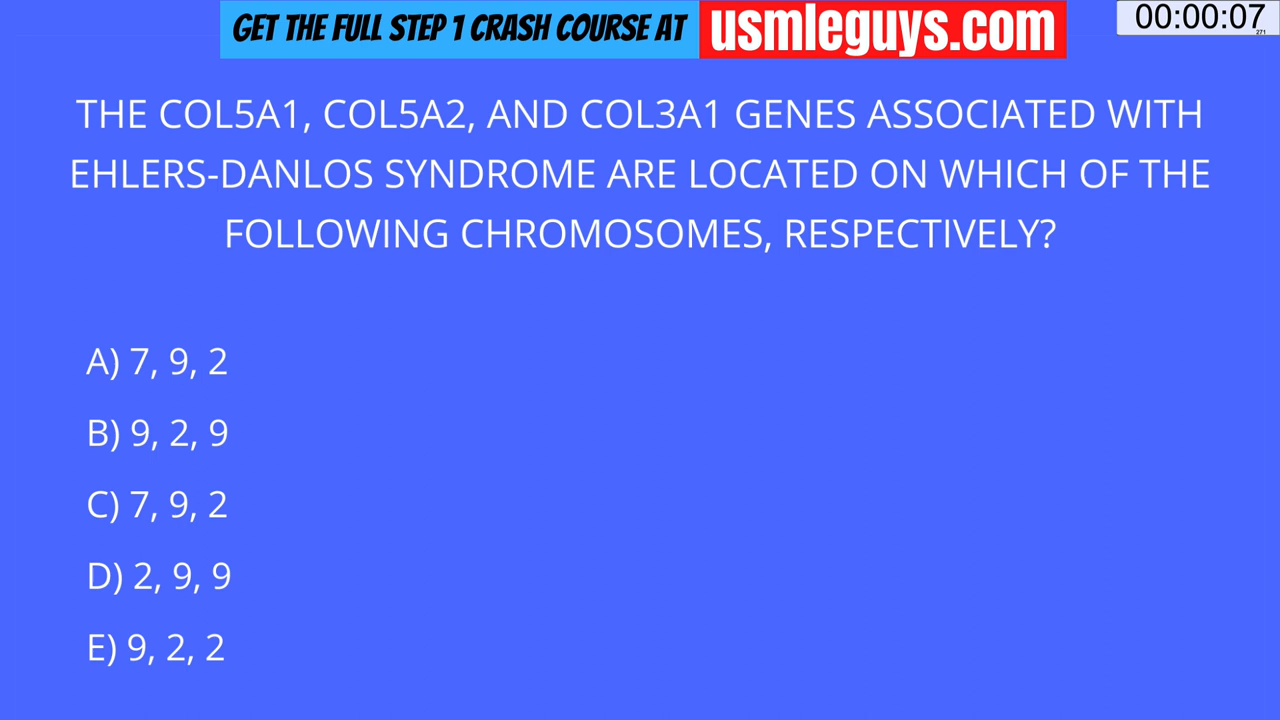 GET THE FULL STEP 1 CRASH COURSE AT usmleguys.com
00:00:07
271
THE COL5A1, COL5A2, AND COL3A1 GENES ASSOCIATED WITH
EHLERS-DANLOS SYNDROME ARE LOCATED ON WHICH OF THE
FOLLOWING CHROMOSOMES, RESPECTIVELY?
A) 7, 9, 2
B) 9, 2, 9
C) 7, 9, 2
D) 2, 9, 9
E) 9, 2, 2